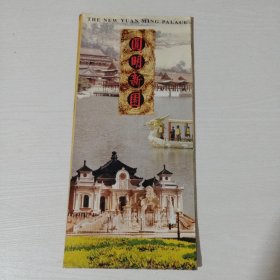 THE NEW YUAN MING PALACE
圆明新园